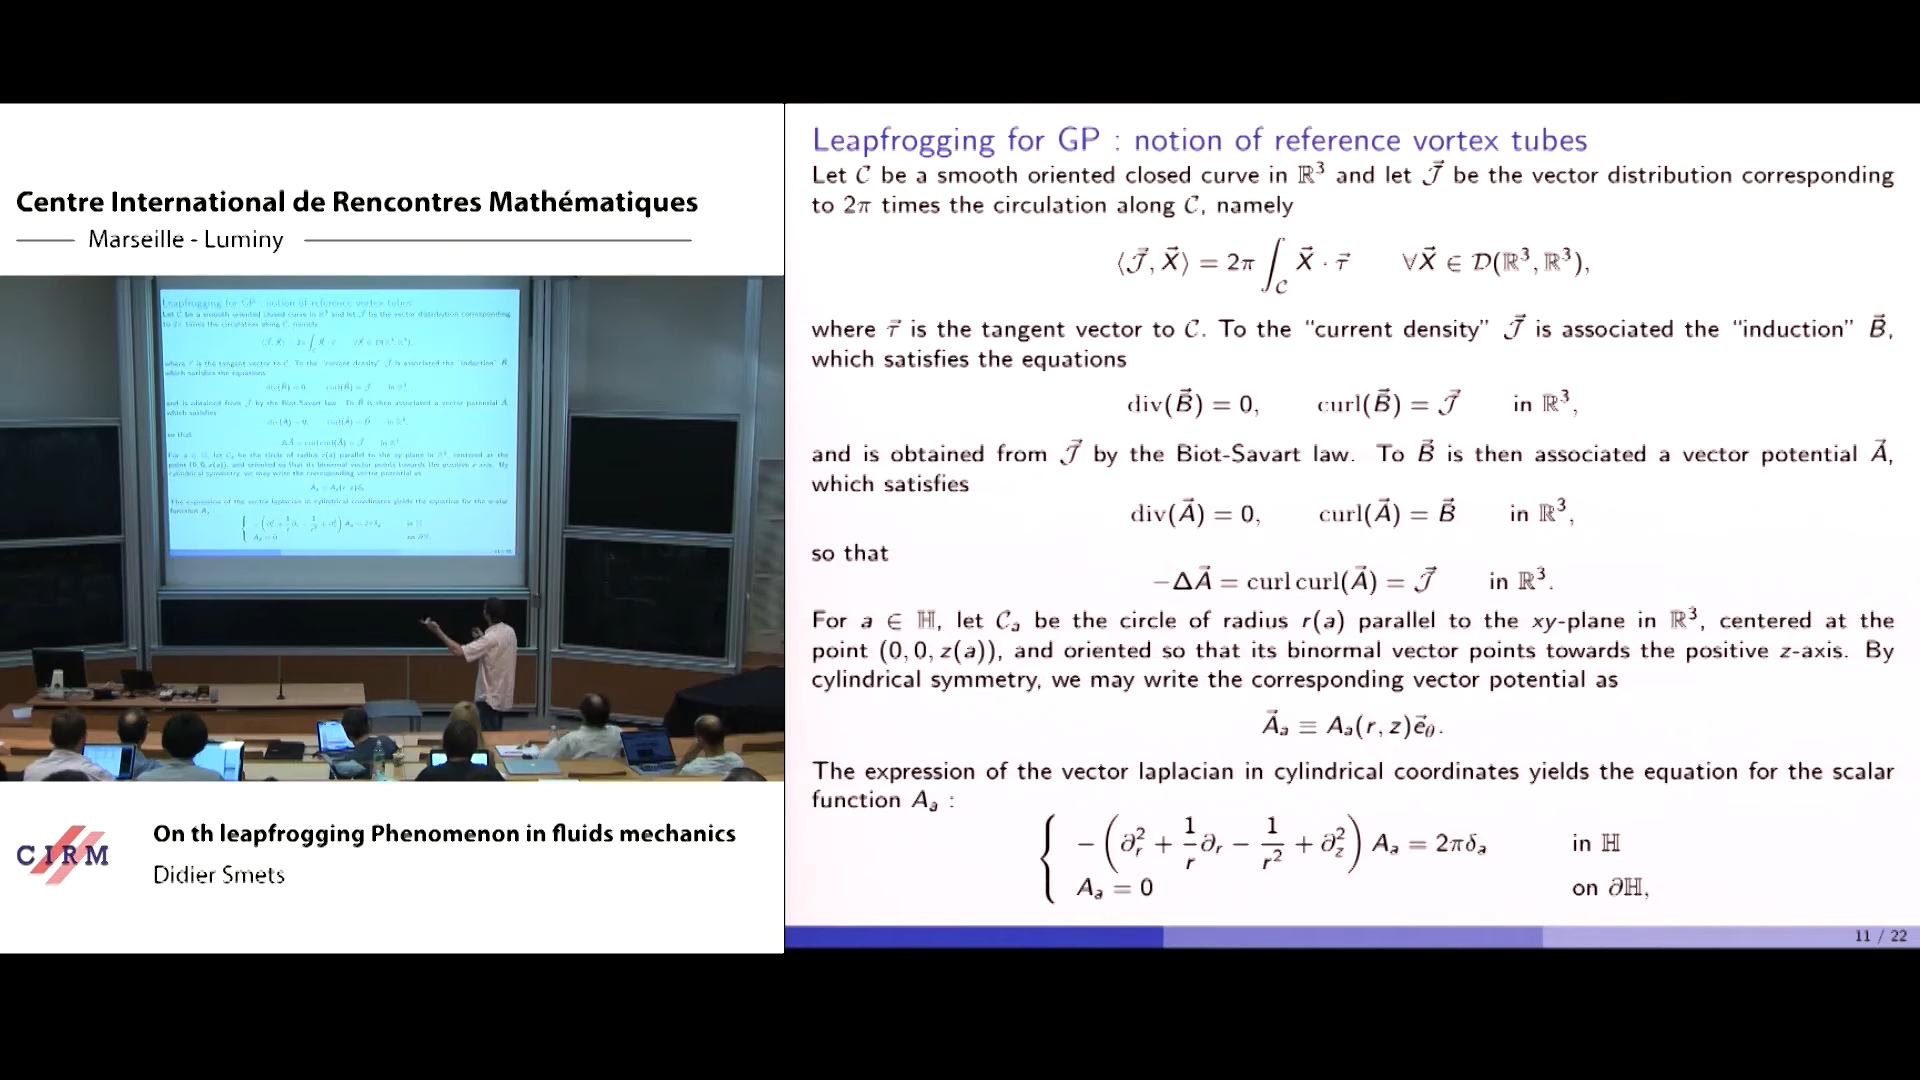 Centre International de Rencontres Mathématiques
Marseille - Luminy
On th leapfrogging Phenomenon in fluids mechanics
CIRM
Didier Smets
Leapfrogging for GP : notion of reference vortex tubes
Let 𝒞 be a smooth oriented closed curve in ℝ³ and let 𝒥⃗ be the vector distribution corresponding
to 2π times the circulation along 𝒞, namely
⟨𝒥⃗, X⃗⟩ = 2π ∫_𝒞 X⃗ · τ⃗ ∀X⃗ ∈ 𝒟(ℝ³, ℝ³),
where τ⃗ is the tangent vector to 𝒞. To the “current density” 𝒥⃗ is associated the “induction” B⃗,
which satisfies the equations
div(B⃗) = 0, curl(B⃗) = 𝒥⃗ in ℝ³,
and is obtained from 𝒥⃗ by the Biot-Savart law. To B⃗ is then associated a vector potential A⃗,
which satisfies
div(A⃗) = 0, curl(A⃗) = B⃗ in ℝ³,
so that
−ΔA⃗ = curl curl(A⃗) = 𝒥⃗ in ℝ³.
For a ∈ ℍ, let 𝒞ₐ be the circle of radius r(a) parallel to the xy-plane in ℝ³, centered at the
point (0, 0, z(a)), and oriented so that its binormal vector points towards the positive z-axis. By
cylindrical symmetry, we may write the corresponding vector potential as
A⃗ₐ ≡ Aₐ(r, z)e⃗_θ.
The expression of the vector laplacian in cylindrical coordinates yields the equation for the scalar
function Aₐ :
{ −(∂_r² + 1/r ∂_r − 1/r² + ∂_z²) Aₐ = 2πδₐ in ℍ
Aₐ = 0 on ∂ℍ,
11 / 22